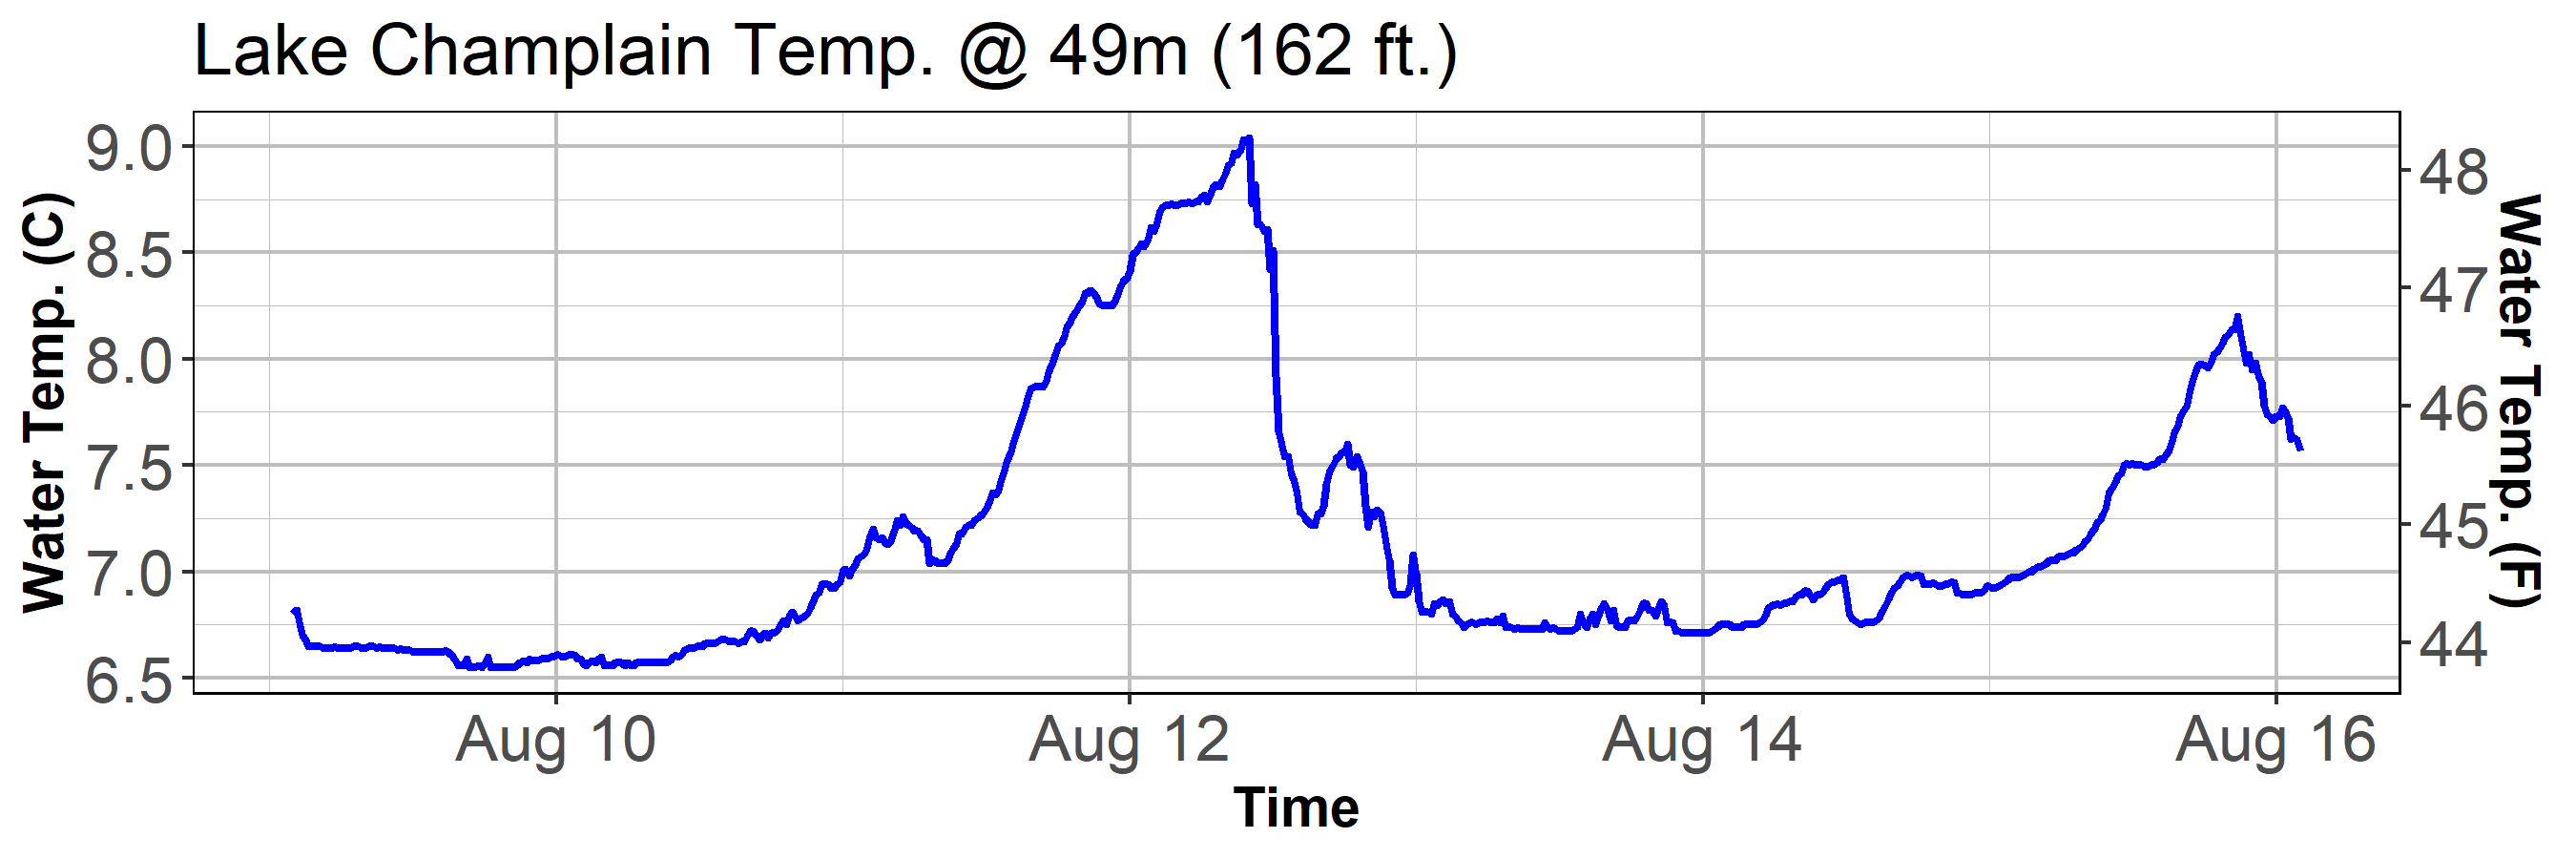 Lake Champlain Temp. @ 49m (162 ft.)
Water Temp. (C)
9.0
8.5
8.0
7.5
7.0
6.5
48
47
46
45
44
Water Temp. (F)
Aug 10
Aug 12
Aug 14
Aug 16
Time